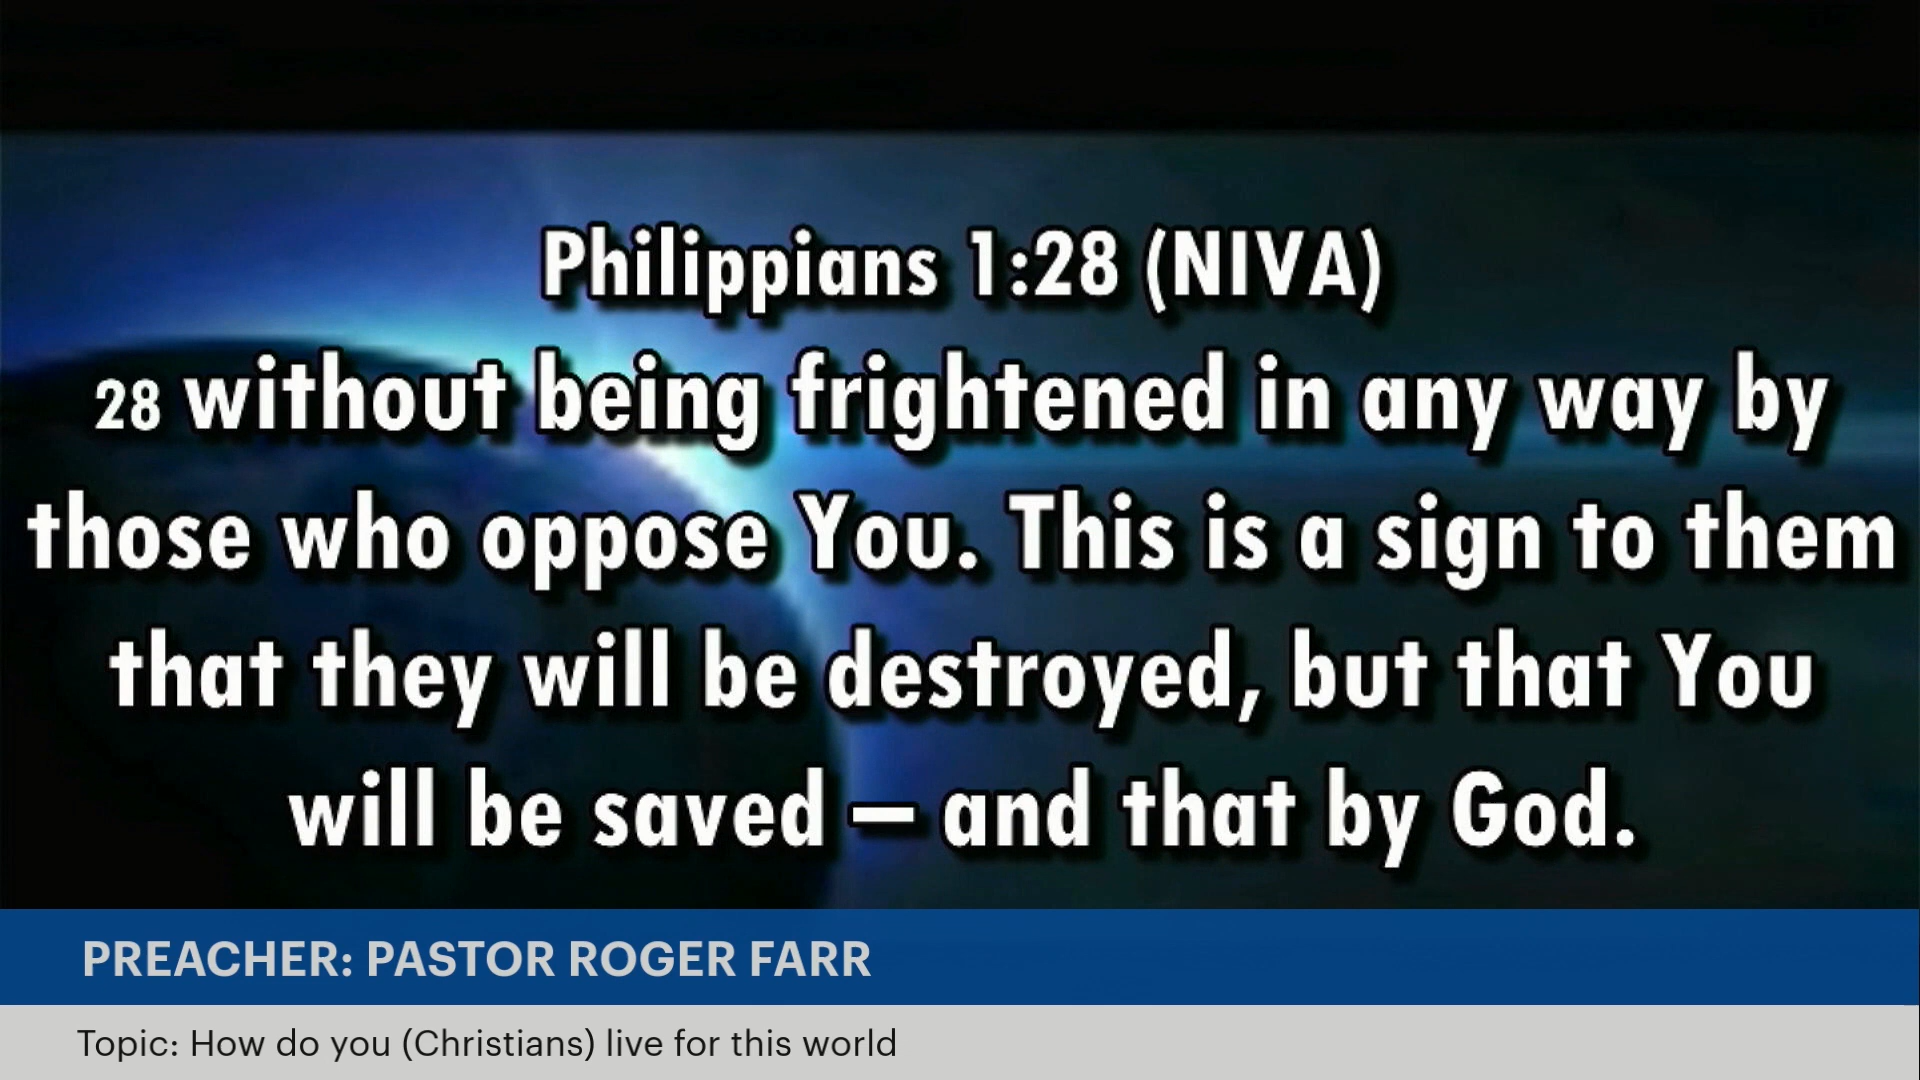 Philippians 1:28 (NIVA)
28 without being frightened in any way by
those who oppose You. This is a sign to them
that they will be destroyed, but that You
will be saved – and that by God.
PREACHER: PASTOR ROGER FARR
Topic: How do you (Christians) live for this world